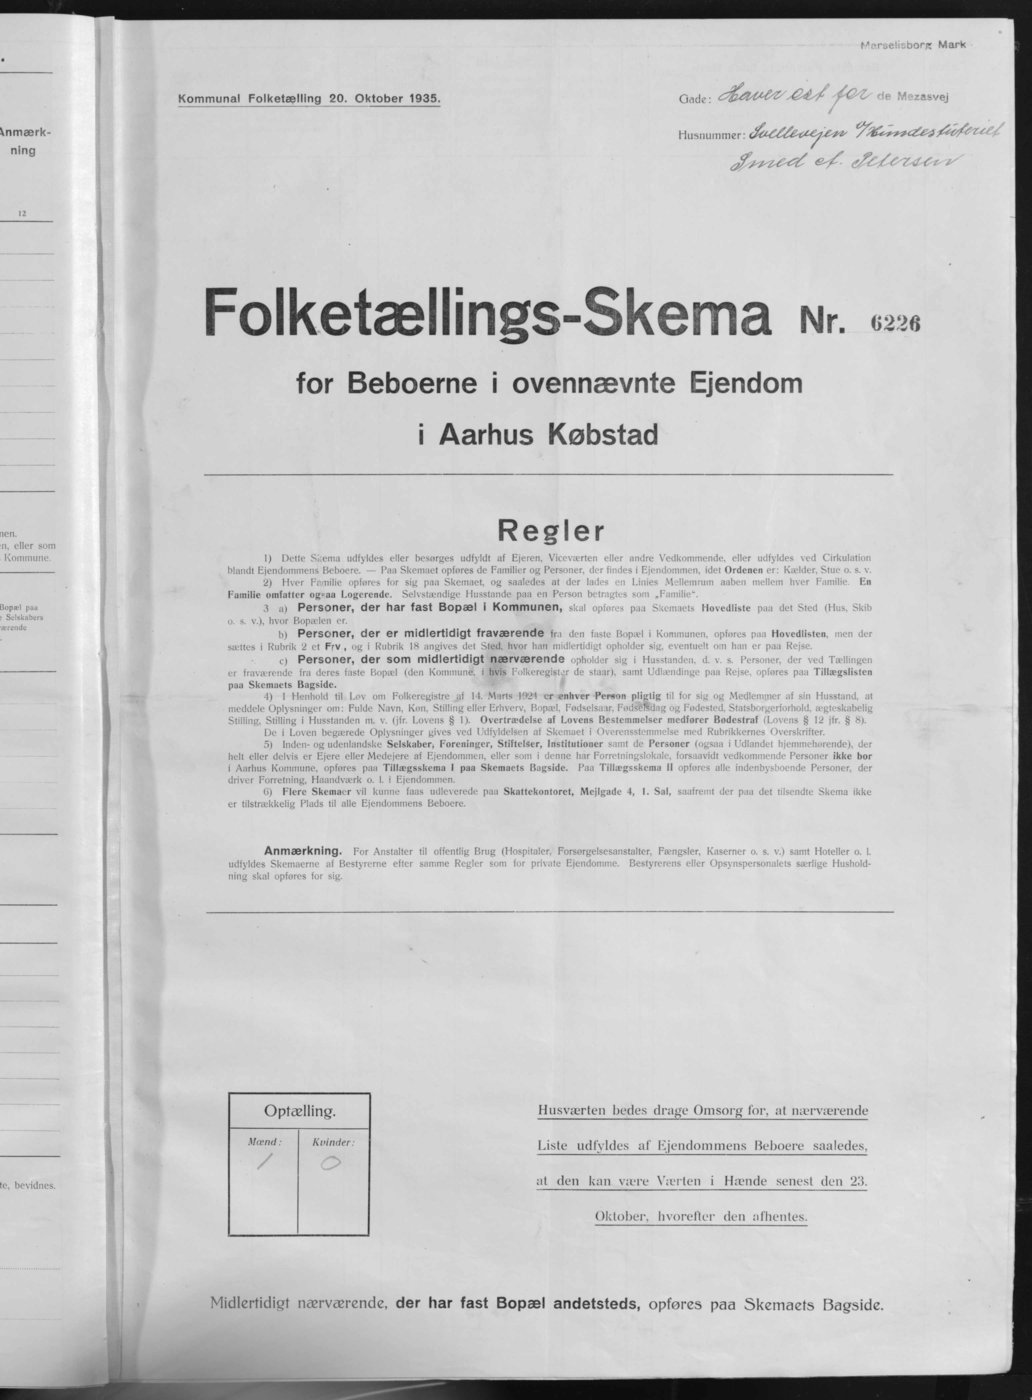 Anmærk-
ning
12
nen.
en, eller som
Kommune.
Bopæl paa
e Selskabers
værende
te, bevidnes.
Marselisborg Mark
Kommunal Folketælling 20. Oktober 1935.
Gade: Haver øst for de Mezasvej
Husnummer:
Smed A. Petersen
Folketællings-Skema Nr. 6226
for Beboerne i ovennævnte Ejendom
i Aarhus Købstad
Regler
1) Dette Skema udfyldes eller besørges udfyldt af Ejeren, Viceværten eller andre Vedkommende, eller udfyldes ved Cirkulation
blandt Ejendommens Beboere. — Paa Skemaet opføres de Familier og Personer, der findes i Ejendommen, idet Ordenen er: Kælder, Stue o. s. v.
2) Hver Familie opføres for sig paa Skemaet, og saaledes at der lades en Linies Mellemrum aaben mellem hver Familie. En
Familie omfatter ogsaa Logerende. Selvstændige Husstande paa en Person betragtes som „Familie".
3 a) Personer, der har fast Bopæl i Kommunen, skal opføres paa Skemaets Hovedliste paa det Sted (Hus, Skib
o. s. v.), hvor Bopælen er.
b) Personer, der er midlertidigt fraværende fra den faste Bopæl i Kommunen, opføres paa Hovedlisten, men der
sættes i Rubrik 2 et Frv., og i Rubrik 18 angives det Sted, hvor han midlertidigt opholder sig, eventuelt om han er paa Rejse.
c) Personer, der som midlertidigt nærværende opholder sig i Husstanden, d. v. s. Personer, der ved Tællingen
er fraværende fra deres faste Bopæl (den Kommune, i hvis Folkeregister de staar), samt Udlændinge paa Rejse, opføres paa Tillægslisten
paa Skemaets Bagside.
4) I Henhold til Lov om Folkeregistre af 14. Marts 1924 er enhver Person pligtig til for sig og Medlemmer af sin Husstand, at
meddele Oplysninger om: Fulde Navn, Køn, Stilling eller Erhverv, Bopæl, Fødselsaar, Fødselsdag og Fødested, Statsborgerforhold, ægteskabelig
Stilling, Stilling i Husstanden m. v. (jfr. Lovens § 1). Overtrædelse af Lovens Bestemmelser medfører Bødestraf (Lovens § 12 jfr. § 8).
De i Loven begærede Oplysninger gives ved Udfyldelsen af Skemaet i Overensstemmelse med Rubrikkernes Overskrifter.
5) Inden- og udenlandske Selskaber, Foreninger, Stiftelser, Institutioner samt de Personer (ogsaa i Udlandet hjemmehørende), der
helt eller delvis er Ejere eller Medejere af Ejendommen, eller som i denne har Forretningslokale, forsaavidt vedkommende Personer ikke bor
i Aarhus Kommune, opføres paa Tillægsskema I paa Skemaets Bagside. Paa Tillægsskema II opføres alle indenbysboende Personer, der
driver Forretning, Haandværk o. l. i Ejendommen.
6) Flere Skemaer vil kunne faas udleverede paa Skattekontoret, Mejlgade 4, 1. Sal, saafremt der paa det tilsendte Skema ikke
er tilstrækkelig Plads til alle Ejendommens Beboere.
Anmærkning. For Anstalter til offentlig Brug (Hospitaler, Forsørgelsesanstalter, Fængsler, Kaserner o. s. v.) samt Hoteller o. l.
udfyldes Skemaerne af Bestyrerne efter samme Regler som for private Ejendomme. Bestyrerens eller Opsynspersonalets særlige Hushold-
ning skal opføres for sig.
Optælling.
Mænd: Kvinder:
1 0
Husværten bedes drage Omsorg for, at nærværende
Liste udfyldes af Ejendommens Beboere saaledes,
at den kan være Værten i Hænde senest den 23.
Oktober, hvorefter den afhentes.
Midlertidigt nærværende, der har fast Bopæl andetsteds, opføres paa Skemaets Bagside.